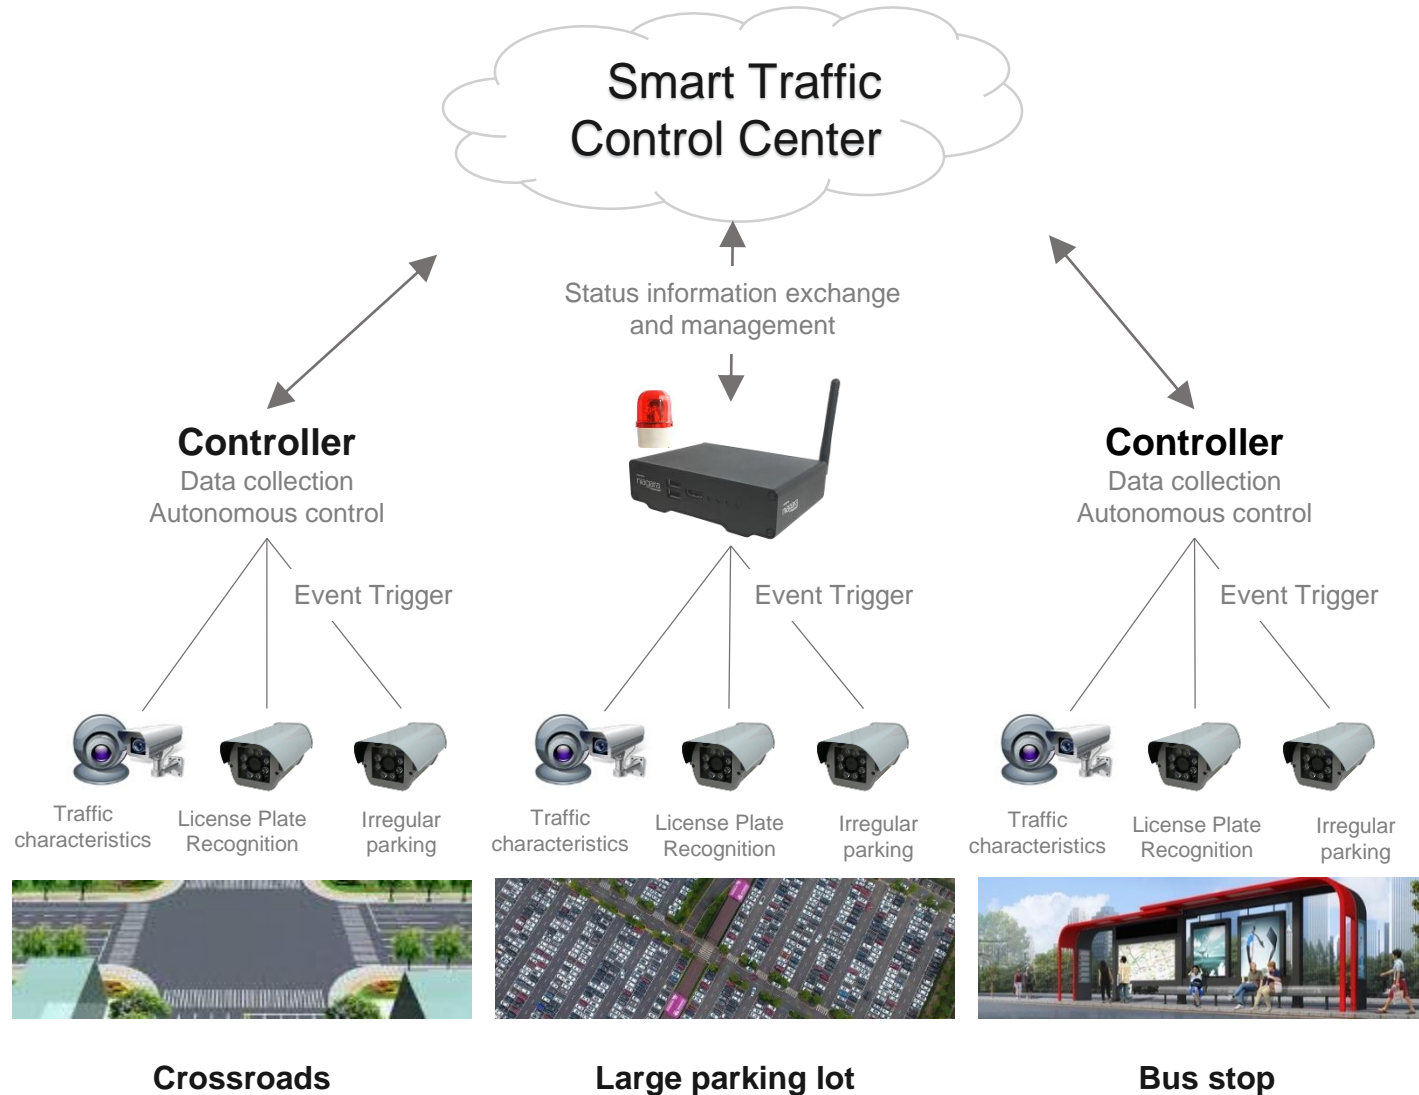 Smart Traffic
Control Center
Status information exchange
and management
Controller
Data collection
Autonomous control
niagara
niagara
Controller
Data collection
Autonomous control
Event Trigger
Event Trigger
Event Trigger
Traffic
characteristics
License Plate
Recognition
Irregular
parking
Traffic
characteristics
License Plate
Recognition
Irregular
parking
Traffic
characteristics
License Plate
Recognition
Irregular
parking
Crossroads
Large parking lot
Bus stop